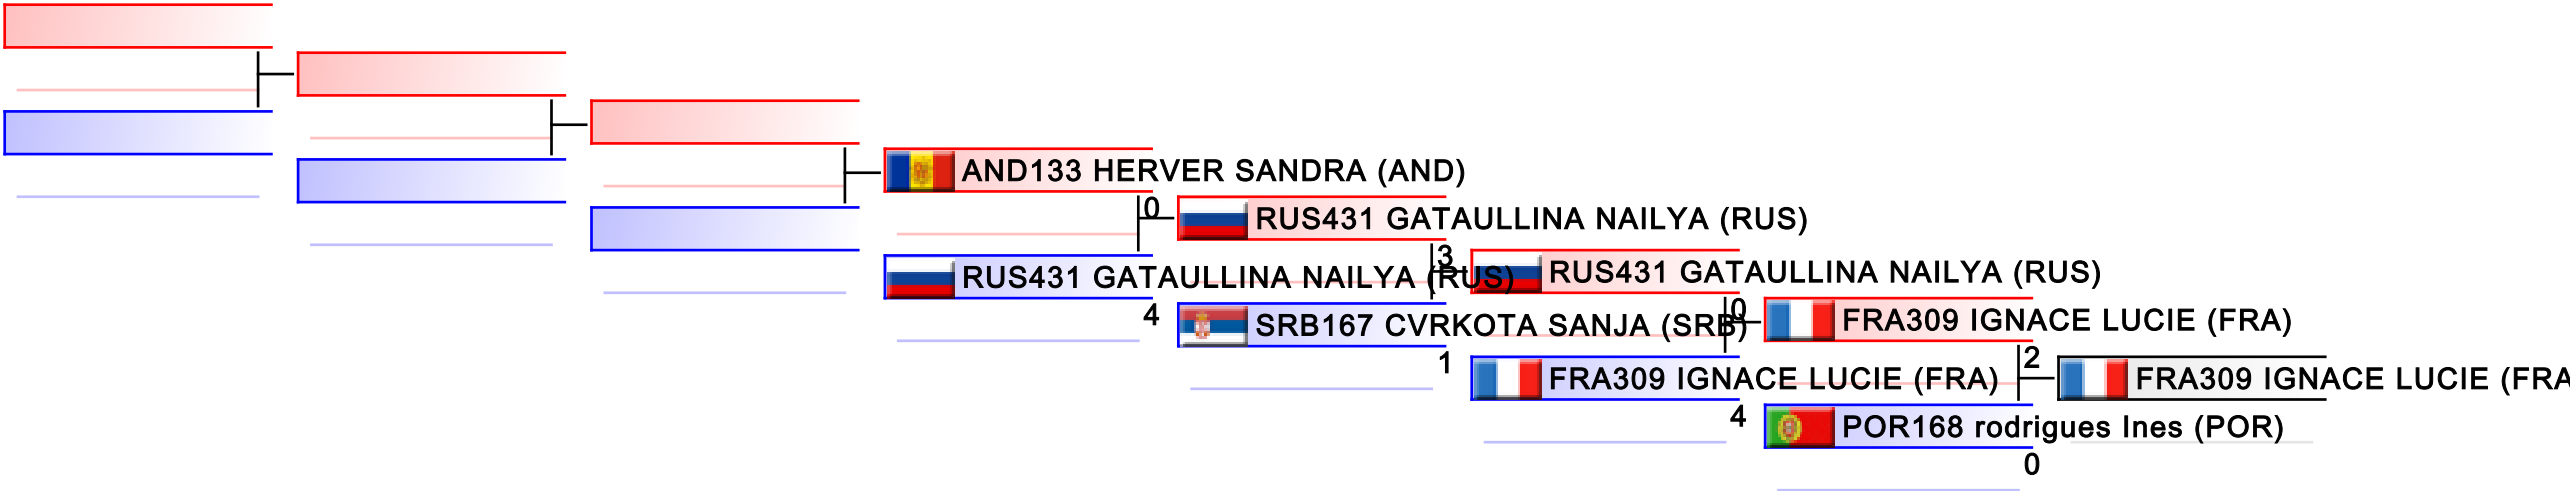 AND133 HERVER SANDRA (AND)
0
RUS431 GATAULLINA NAILYA (RUS)
4
RUS431 GATAULLINA NAILYA (RUS)
3
SRB167 CVRKOTA SANJA (SRB)
1
RUS431 GATAULLINA NAILYA (RUS)
0
FRA309 IGNACE LUCIE (FRA)
4
FRA309 IGNACE LUCIE (FRA)
2
POR168 rodrigues Ines (POR)
0
FRA309 IGNACE LUCIE (FRA